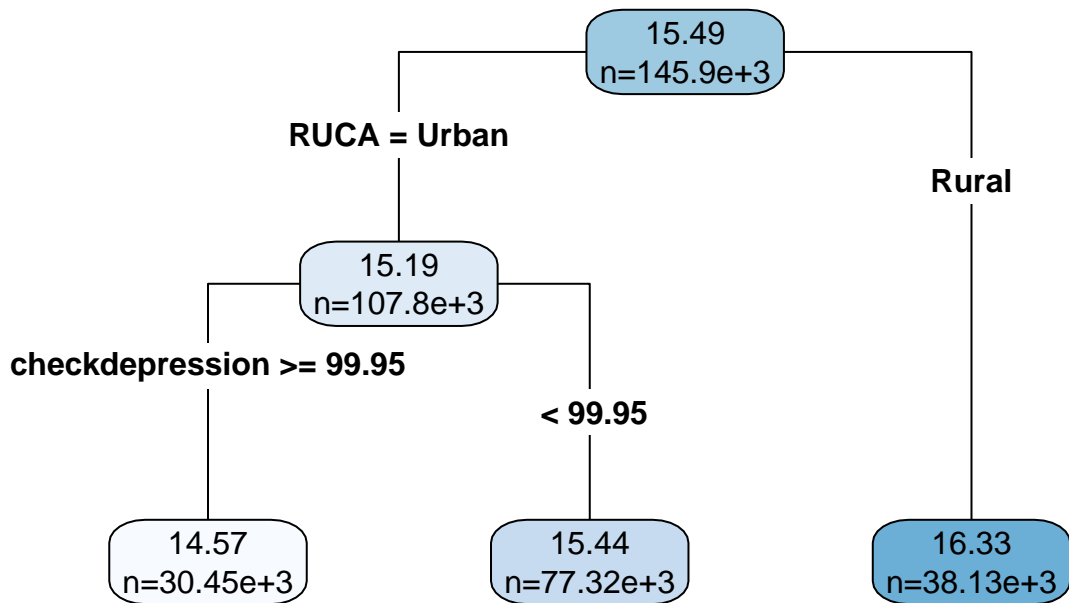 15.49
n=145.9e+3
RUCA = Urban
Rural
15.19
n=107.8e+3
checkdepression >= 99.95
< 99.95
14.57
n=30.45e+3
15.44
n=77.32e+3
16.33
n=38.13e+3